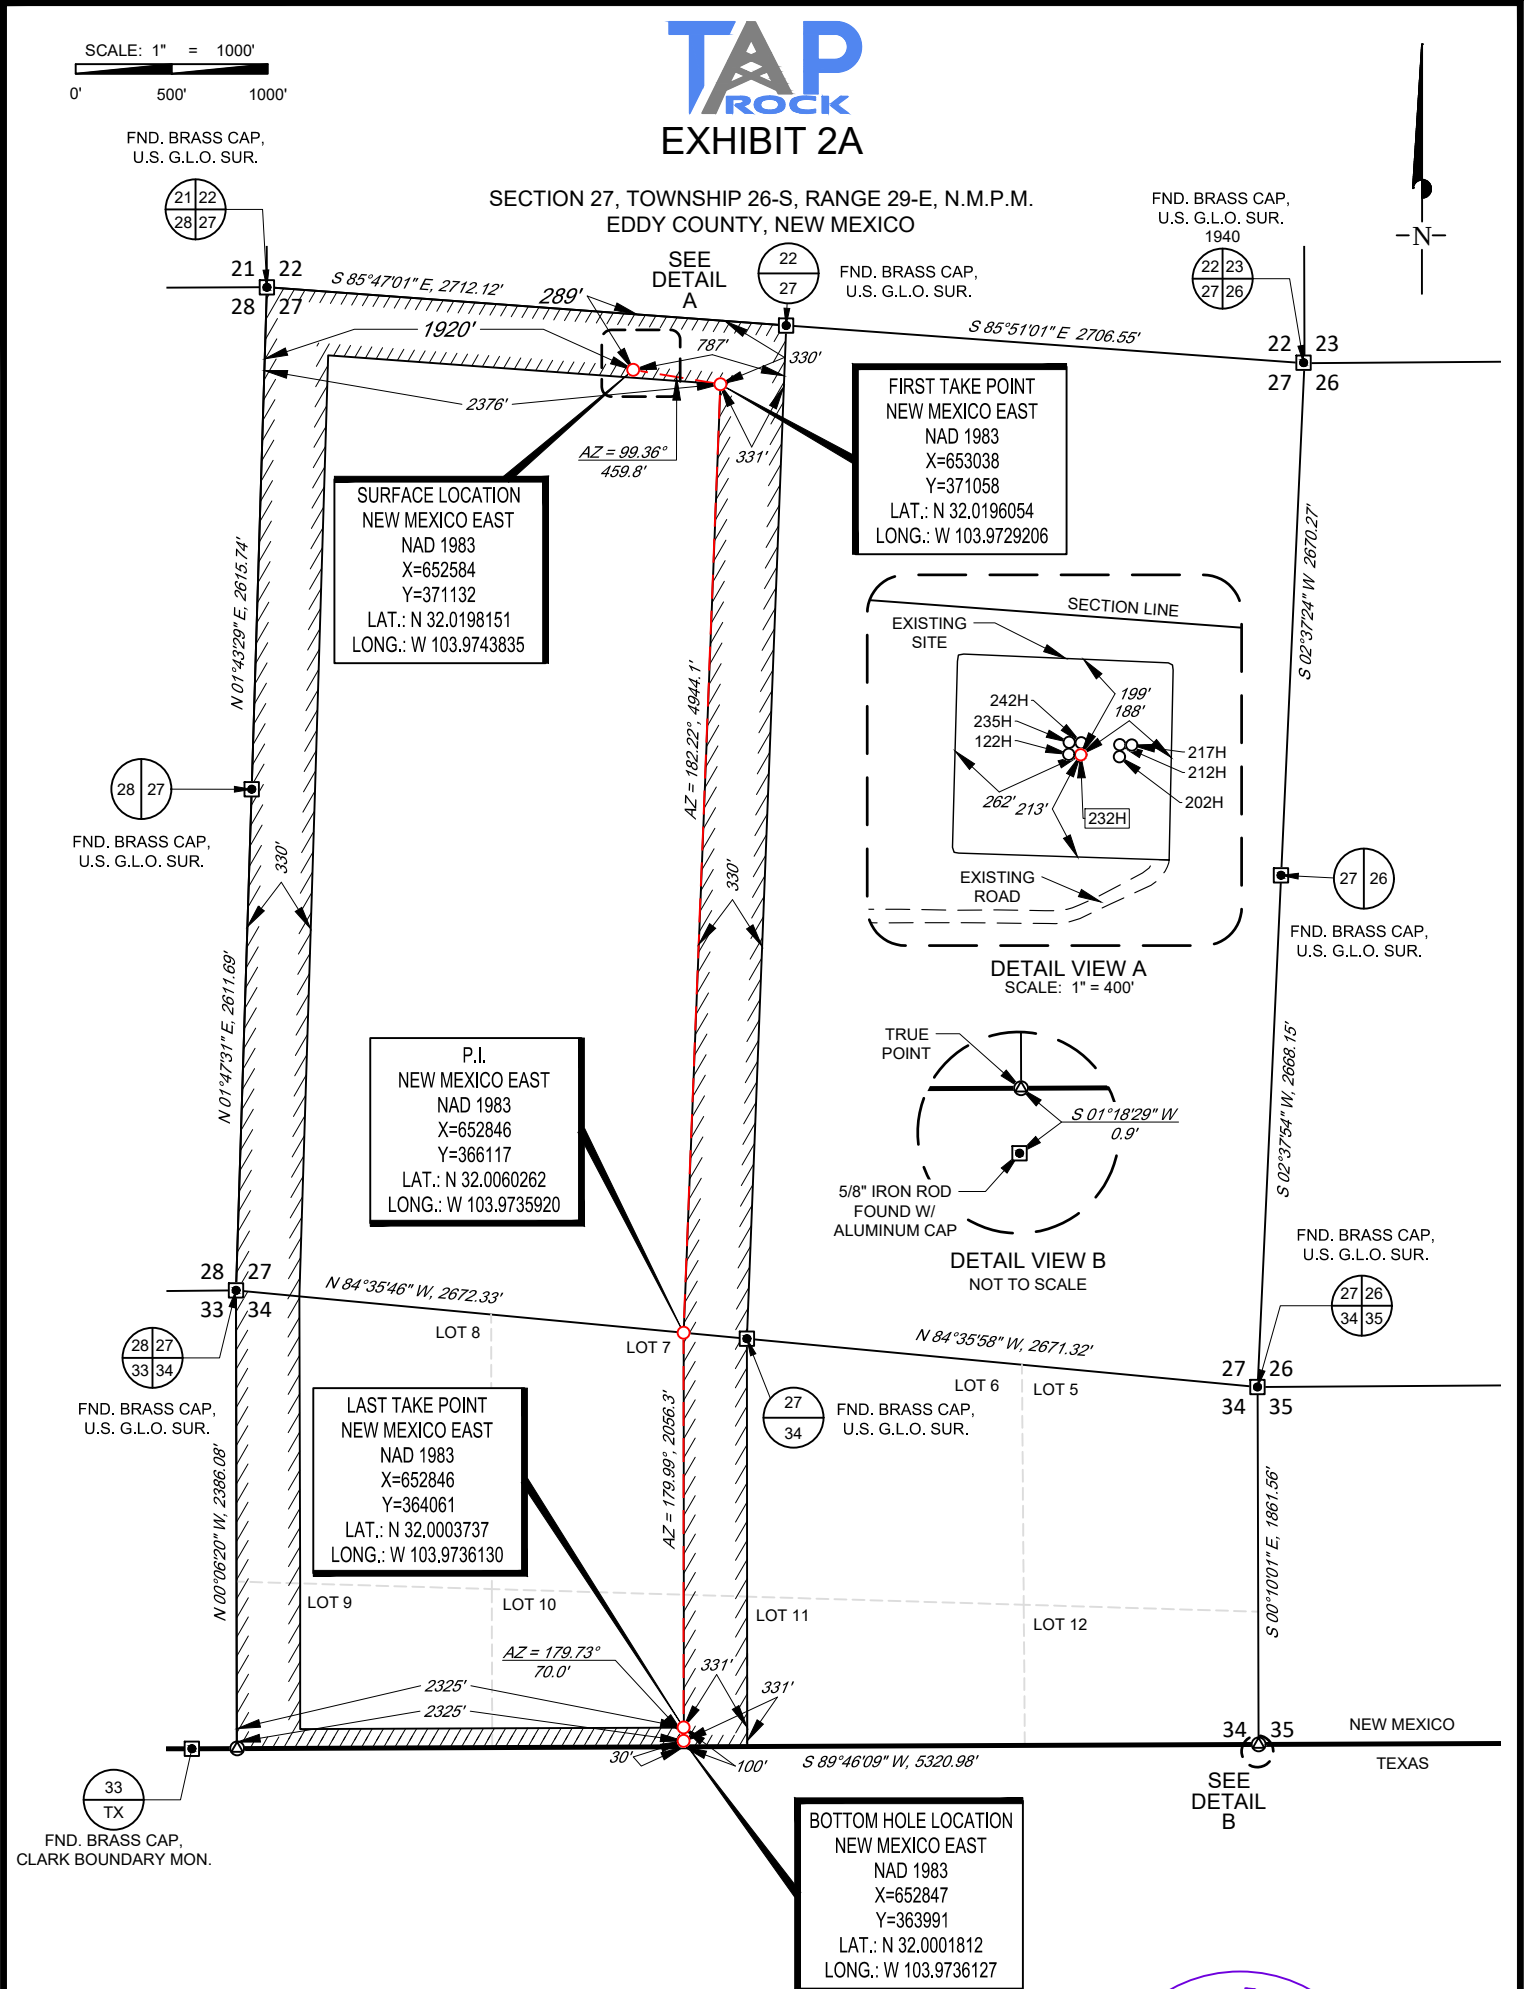 SCALE: 1" = 1000'
0' 500' 1000'
TAP
ROCK
EXHIBIT 2A
SECTION 27, TOWNSHIP 26-S, RANGE 29-E, N.M.P.M.
EDDY COUNTY, NEW MEXICO
FND. BRASS CAP,
U.S. G.L.O. SUR.
21 22
28 27
21 22
28 27
S 85°47'01" E, 2712.12'
289'
SEE
DETAIL
A
22
27
FND. BRASS CAP,
U.S. G.L.O. SUR.
FND. BRASS CAP,
U.S. G.L.O. SUR.
1940
22 23
27 26
-N-
S 85°51'01" E 2706.55'
22 23
27 26
1920'
787'
330'
2376'
AZ = 99.36°
459.8'
331'
FIRST TAKE POINT
NEW MEXICO EAST
NAD 1983
X=653038
Y=371058
LAT.: N 32.0196054
LONG.: W 103.9729206
SURFACE LOCATION
NEW MEXICO EAST
NAD 1983
X=652584
Y=371132
LAT.: N 32.0198151
LONG.: W 103.9743835
N 01°43'29" E, 2615.74'
S 02°37'24" W 2670.27'
AZ = 182.22°, 4944.1'
SECTION LINE
EXISTING
SITE
199'
188'
242H
235H
122H
217H
212H
202H
262'
213'
232H
EXISTING
ROAD
DETAIL VIEW A
SCALE: 1" = 400'
28 27
FND. BRASS CAP,
U.S. G.L.O. SUR.
330'
330'
27 26
FND. BRASS CAP,
U.S. G.L.O. SUR.
N 01°47'31" E, 2611.69'
S 02°37'54" W, 2668.15'
P.I.
NEW MEXICO EAST
NAD 1983
X=652846
Y=366117
LAT.: N 32.0060262
LONG.: W 103.9735920
TRUE
POINT
S 01°18'29" W
0.9'
5/8" IRON ROD
FOUND W/
ALUMINUM CAP
DETAIL VIEW B
NOT TO SCALE
FND. BRASS CAP,
U.S. G.L.O. SUR.
27 26
34 35
28 27
33 34
N 84°35'46" W, 2672.33'
LOT 8
LOT 7
N 84°35'58" W, 2671.32'
LOT 6
LOT 5
27 26
34 35
28 27
33 34
FND. BRASS CAP,
U.S. G.L.O. SUR.
27
34
FND. BRASS CAP,
U.S. G.L.O. SUR.
LAST TAKE POINT
NEW MEXICO EAST
NAD 1983
X=652846
Y=364061
LAT.: N 32.0003737
LONG.: W 103.9736130
N 00°06'20" W, 2386.08'
AZ = 179.99°, 2056.3'
S 00°10'01" E, 1861.56'
LOT 9
LOT 10
LOT 11
LOT 12
AZ = 179.73°
70.0'
2325'
2325'
331'
331'
30'
100'
S 89°46'09" W, 5320.98'
34 35
NEW MEXICO
TEXAS
SEE
DETAIL
B
33
TX
FND. BRASS CAP,
CLARK BOUNDARY MON.
BOTTOM HOLE LOCATION
NEW MEXICO EAST
NAD 1983
X=652847
Y=363991
LAT.: N 32.0001812
LONG.: W 103.9736127